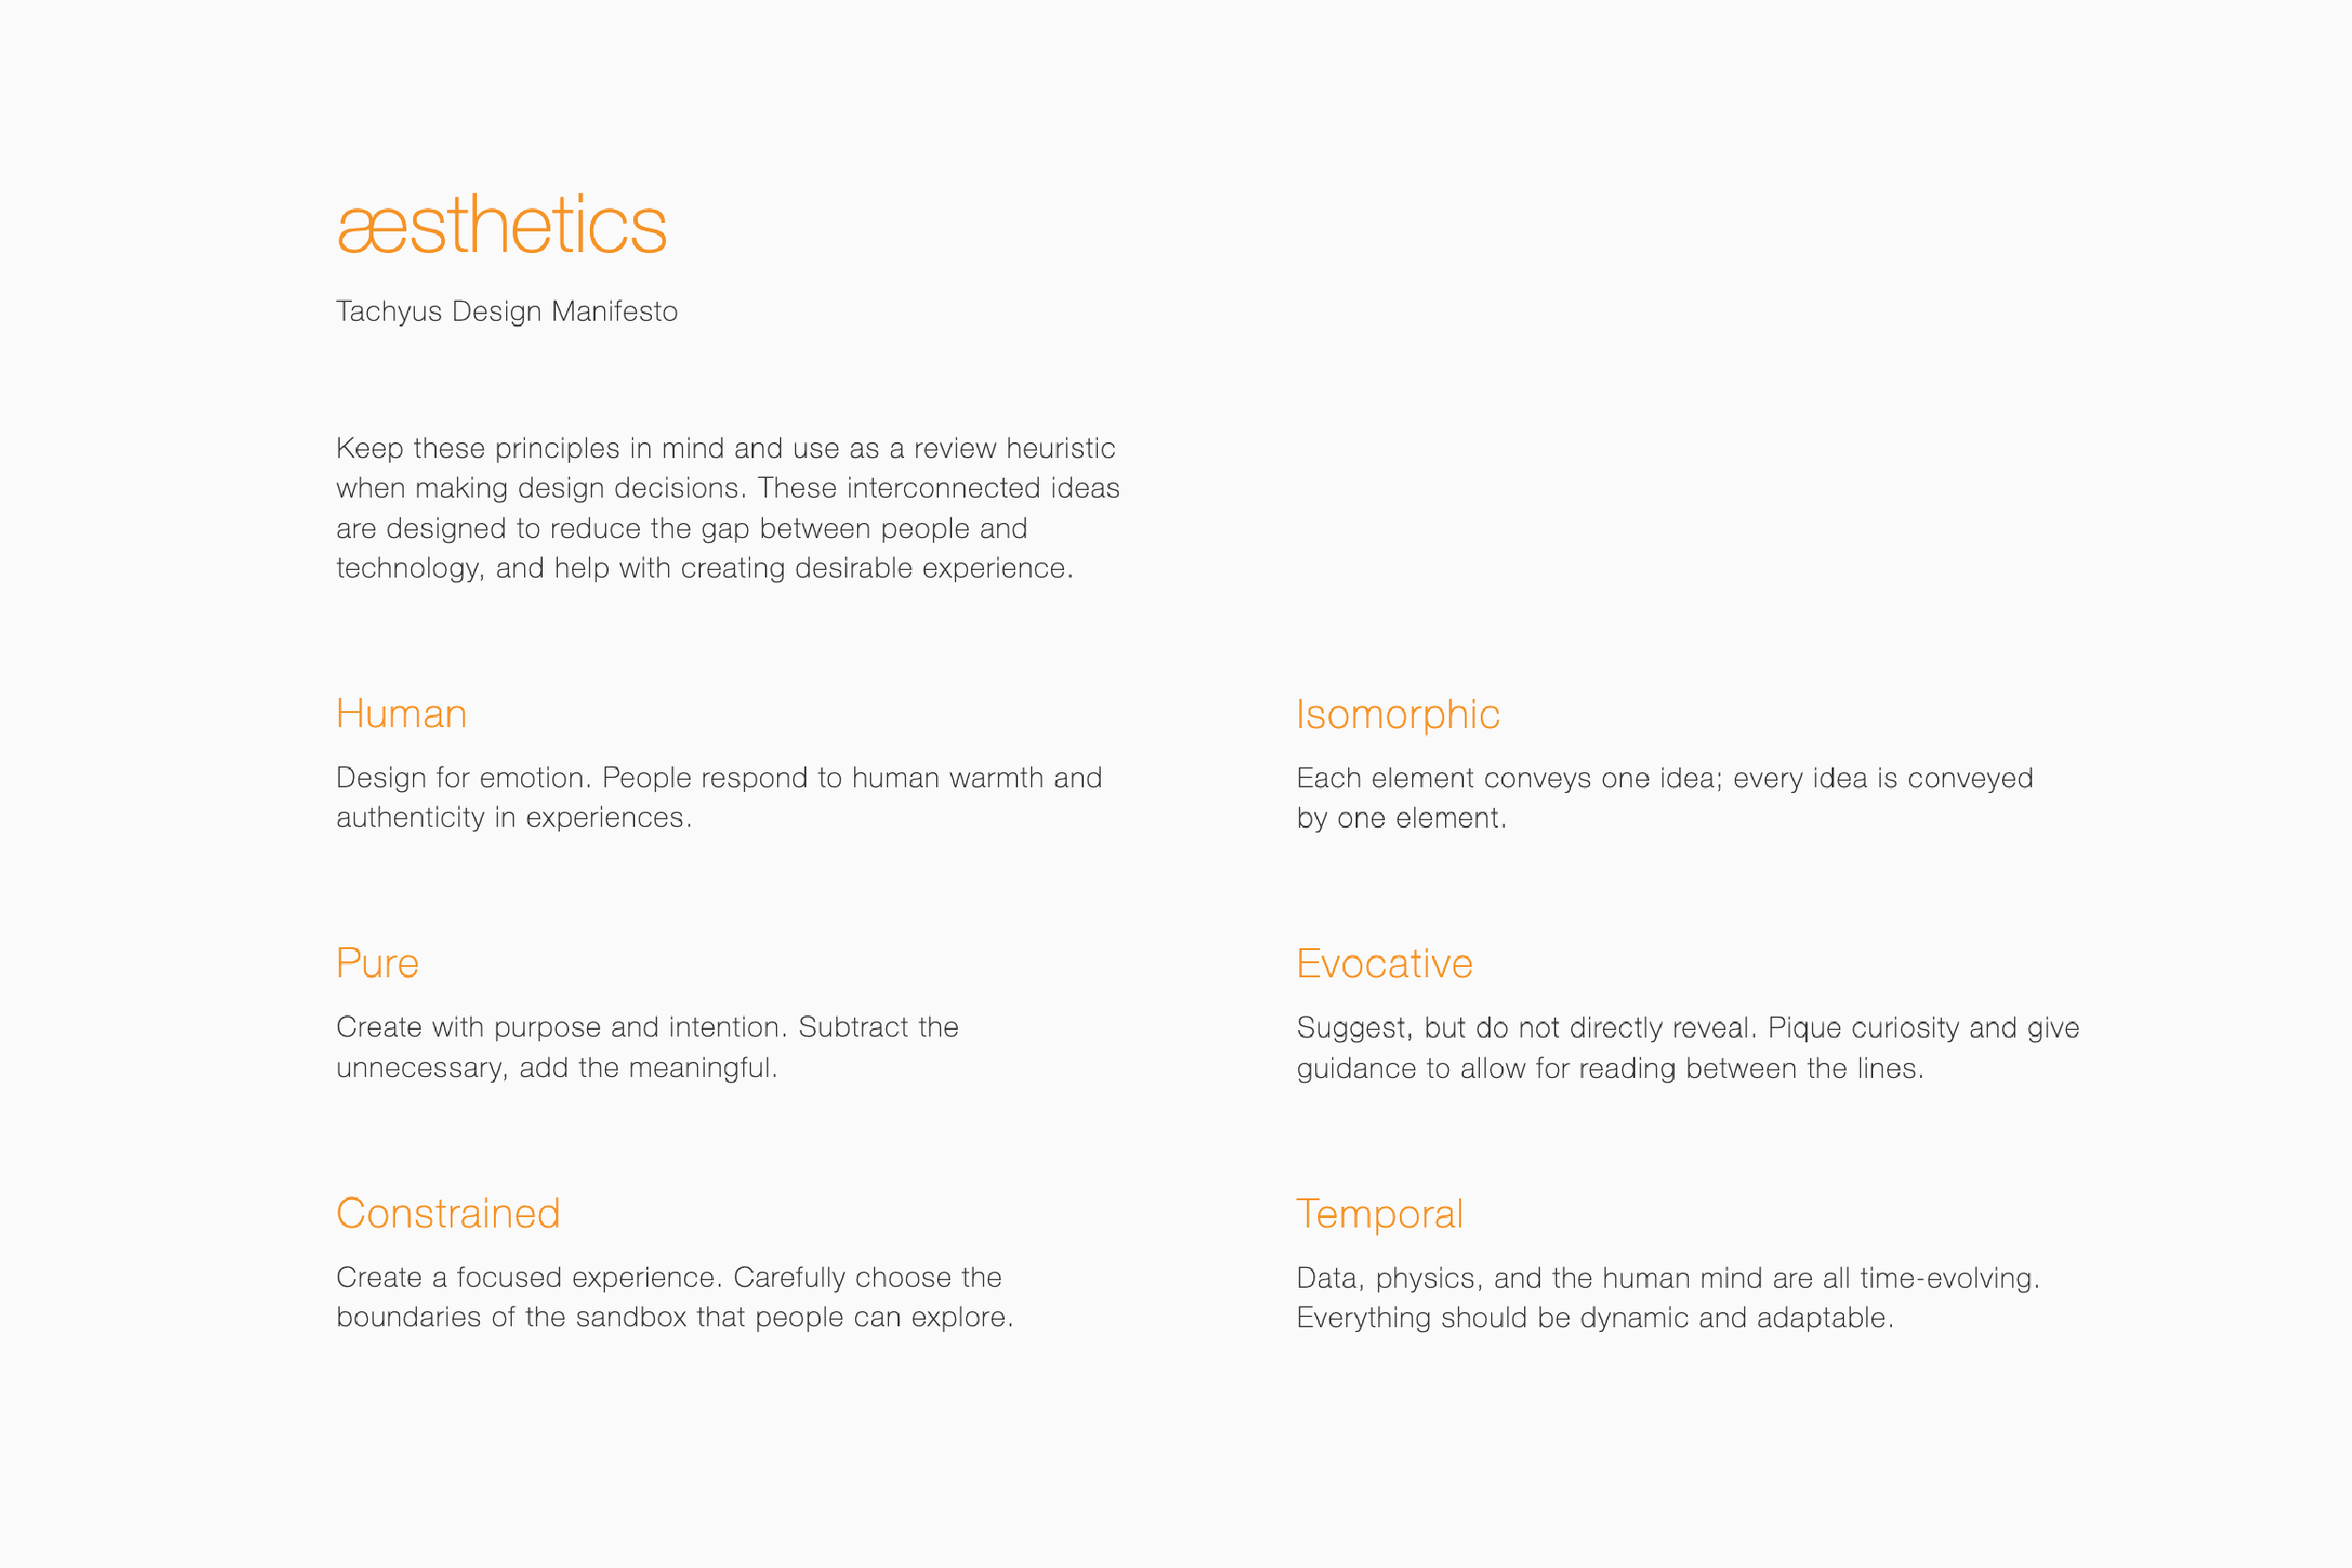 æsthetics
Tachyus Design Manifesto
Keep these principles in mind and use as a review heuristic
when making design decisions. These interconnected ideas
are designed to reduce the gap between people and
technology, and help with creating desirable experience.
Human
Design for emotion. People respond to human warmth and
authenticity in experiences.
Isomorphic
Each element conveys one idea; every idea is conveyed
by one element.
Pure
Create with purpose and intention. Subtract the
unnecessary, add the meaningful.
Evocative
Suggest, but do not directly reveal. Pique curiosity and give
guidance to allow for reading between the lines.
Constrained
Create a focused experience. Carefully choose the
boundaries of the sandbox that people can explore.
Temporal
Data, physics, and the human mind are all time-evolving.
Everything should be dynamic and adaptable.